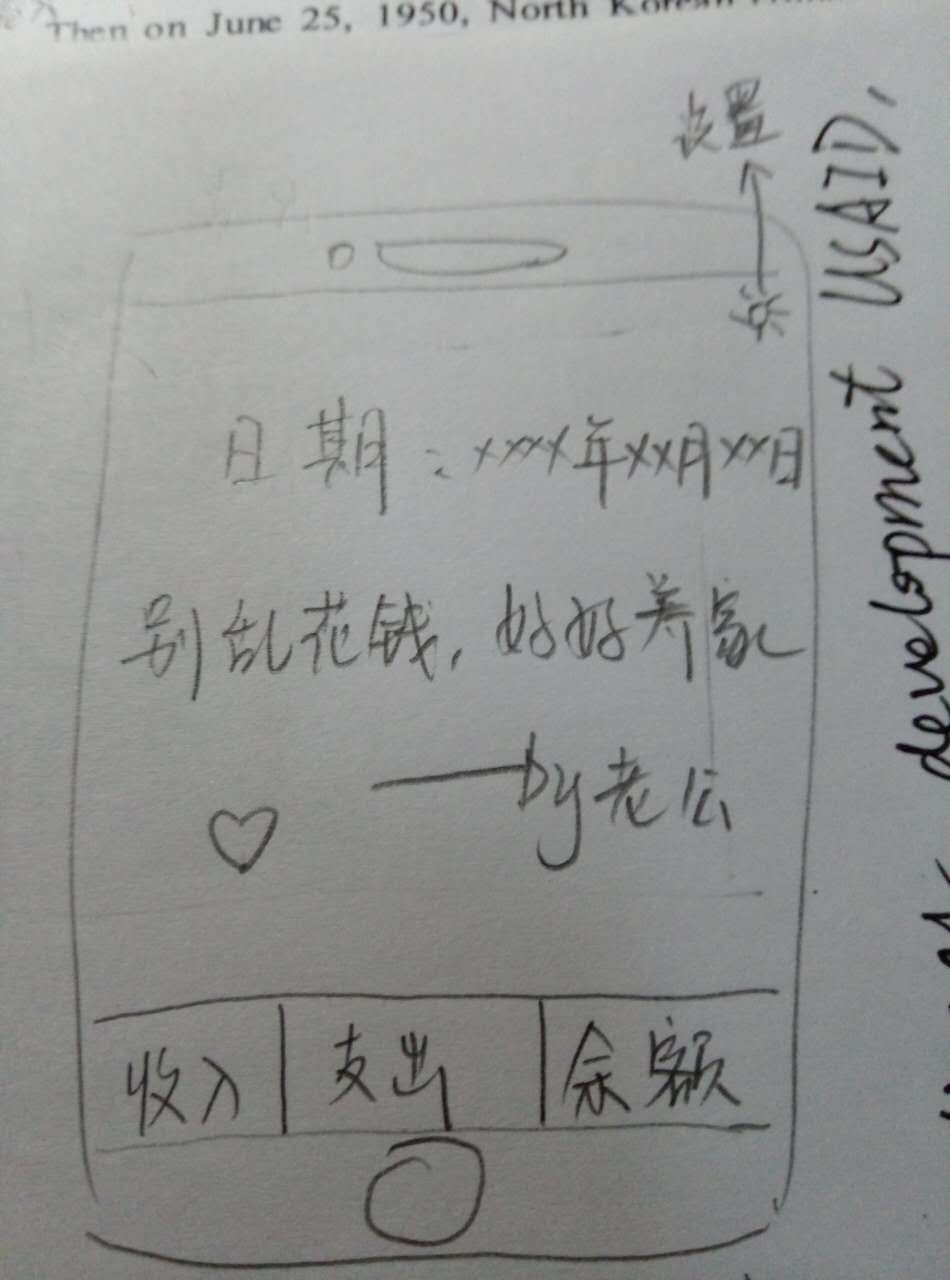 Then on June 25, 1950, North Korean
设置
日期：xxxx年xx月xx日
别乱花钱，好好养家
——by老公
收入 支出 余额
development